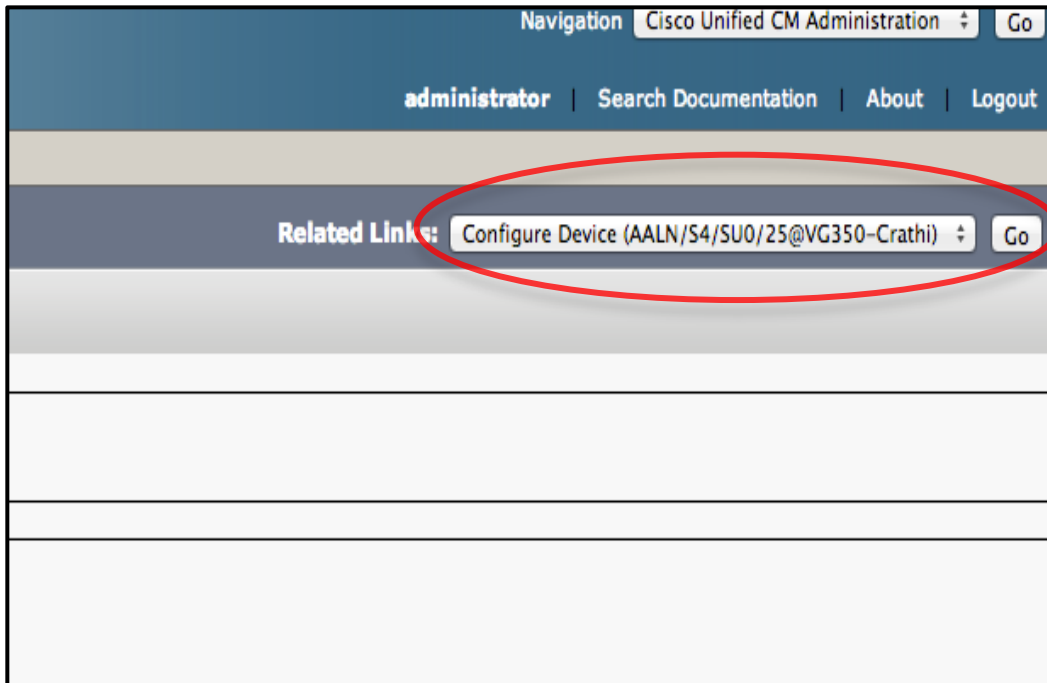 Navigation Cisco Unified CM Administration Go
administrator | Search Documentation | About | Logout
Related Links: Configure Device (AALN/S4/SU0/25@VG350-Crathi) Go